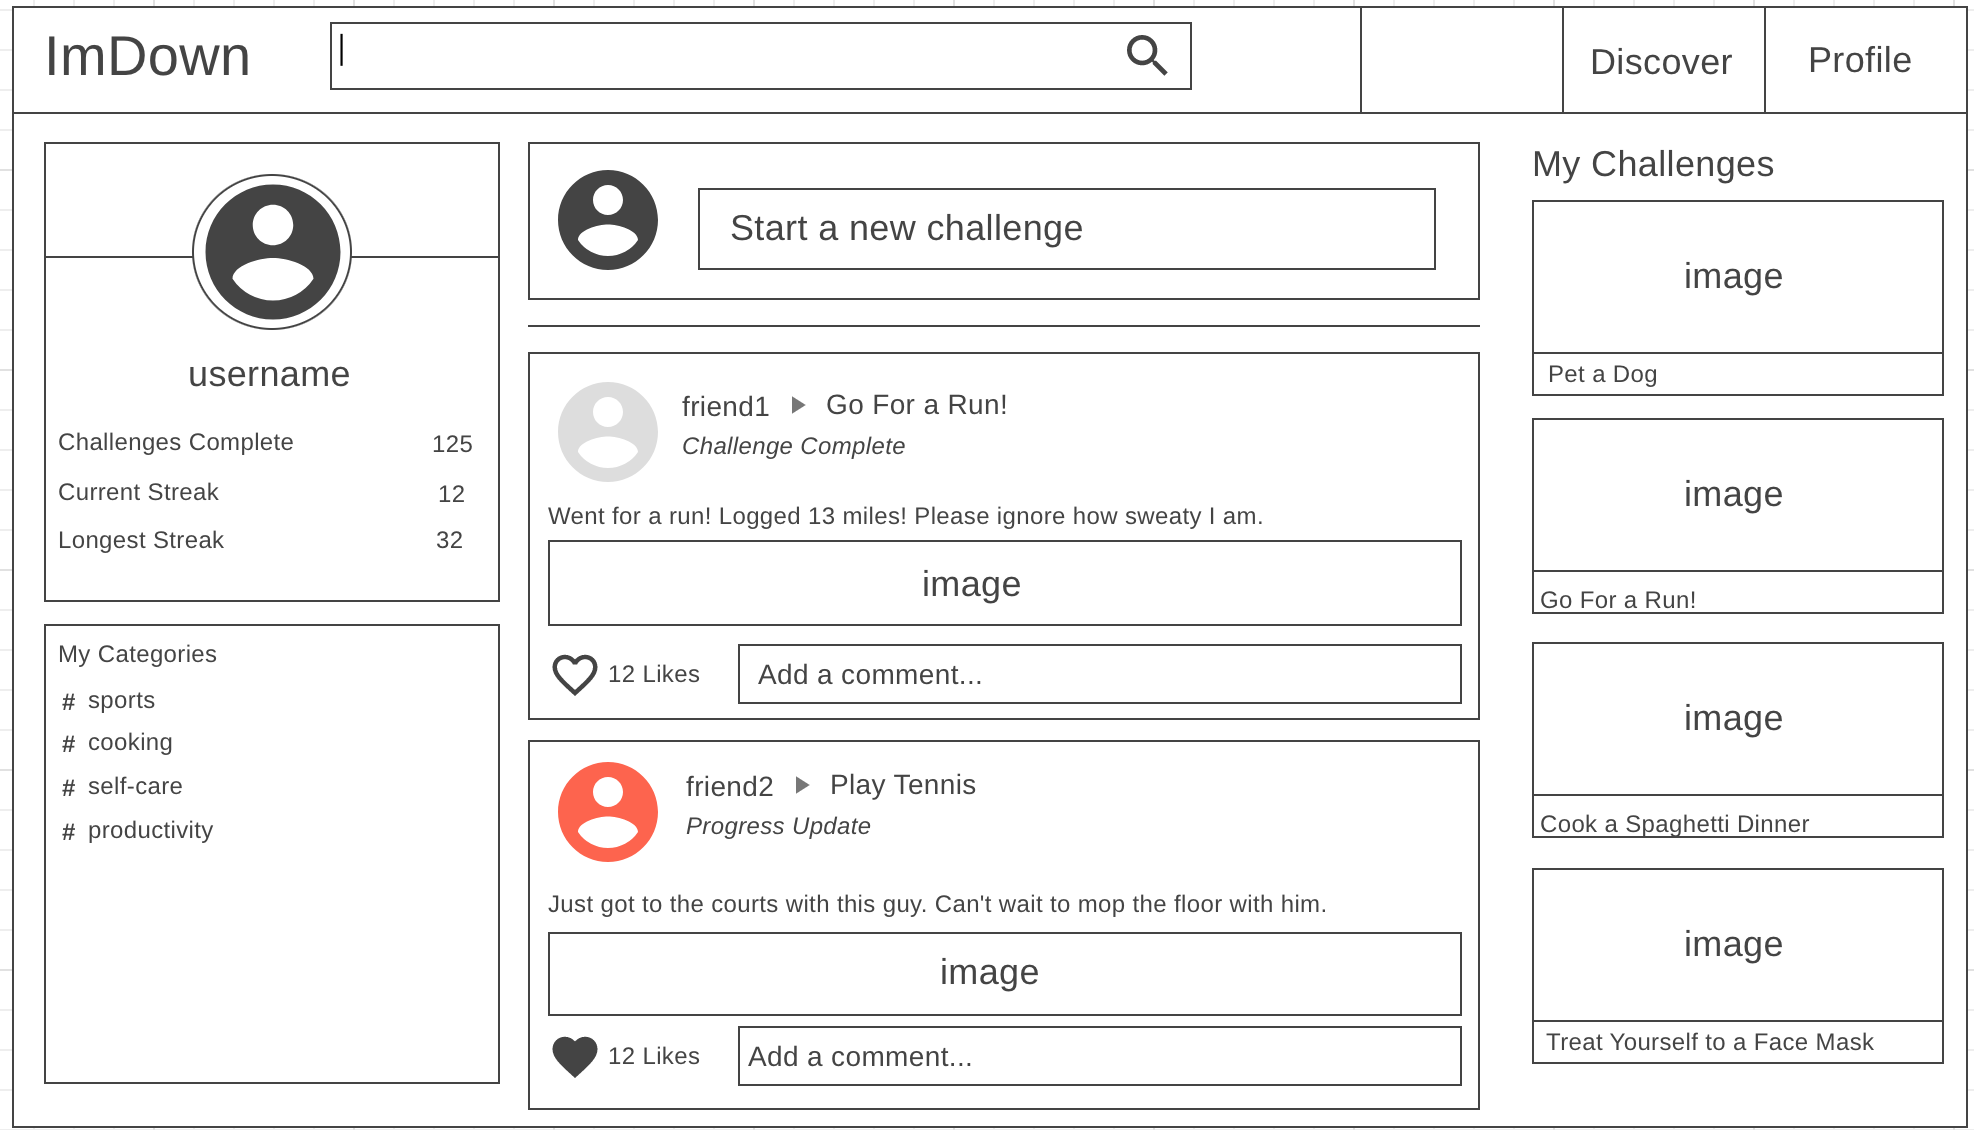 ImDown
Discover
Profile
username
Challenges Complete 125
Current Streak 12
Longest Streak 32
My Categories
# sports
# cooking
# self-care
# productivity
Start a new challenge
friend1 Go For a Run!
Challenge Complete
Went for a run! Logged 13 miles! Please ignore how sweaty I am.
image
12 Likes
Add a comment...
friend2 Play Tennis
Progress Update
Just got to the courts with this guy. Can't wait to mop the floor with him.
image
12 Likes
Add a comment...
My Challenges
image
Pet a Dog
image
Go For a Run!
image
Cook a Spaghetti Dinner
image
Treat Yourself to a Face Mask